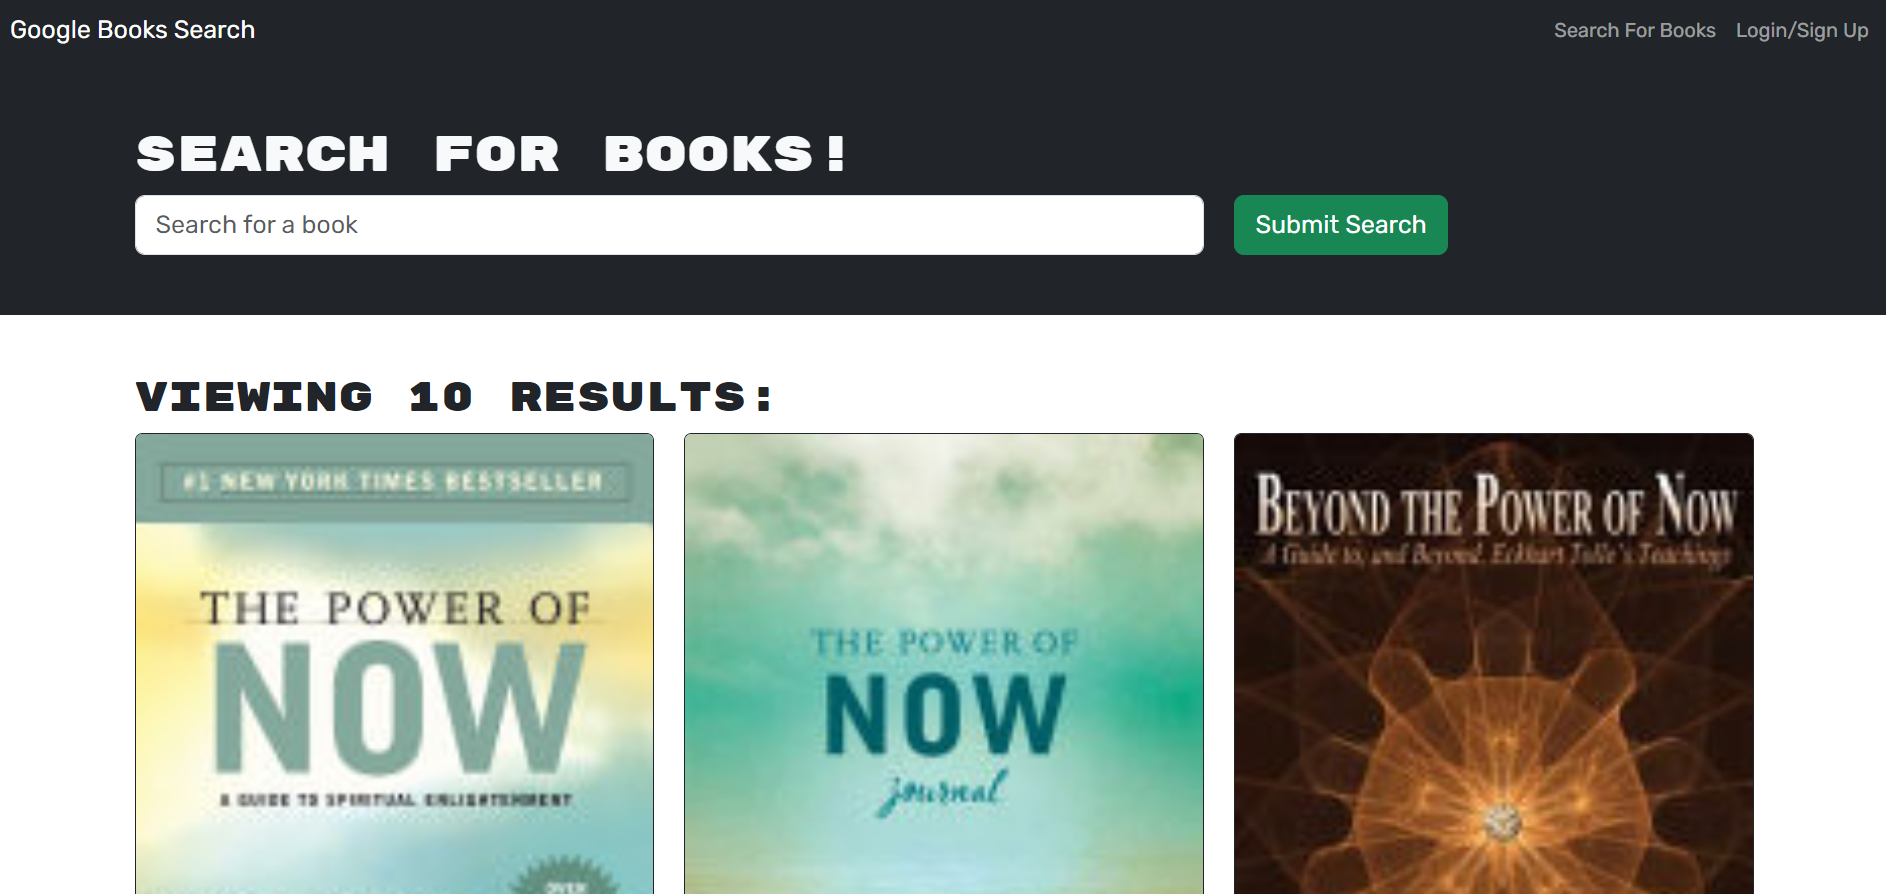 Google Books Search
Search For Books
Login/Sign Up
SEARCH FOR BOOKS!
Search for a book
Submit Search
VIEWING 10 RESULTS:
#1 NEW YORK TIMES BESTSELLER
THE POWER OF
NOW
A GUIDE TO SPIRITUAL ENLIGHTENMENT
OVER
THE POWER OF
NOW
journal
BEYOND THE POWER OF NOW
A Guide to, and Beyond, Eckhart Tolle's Teachings